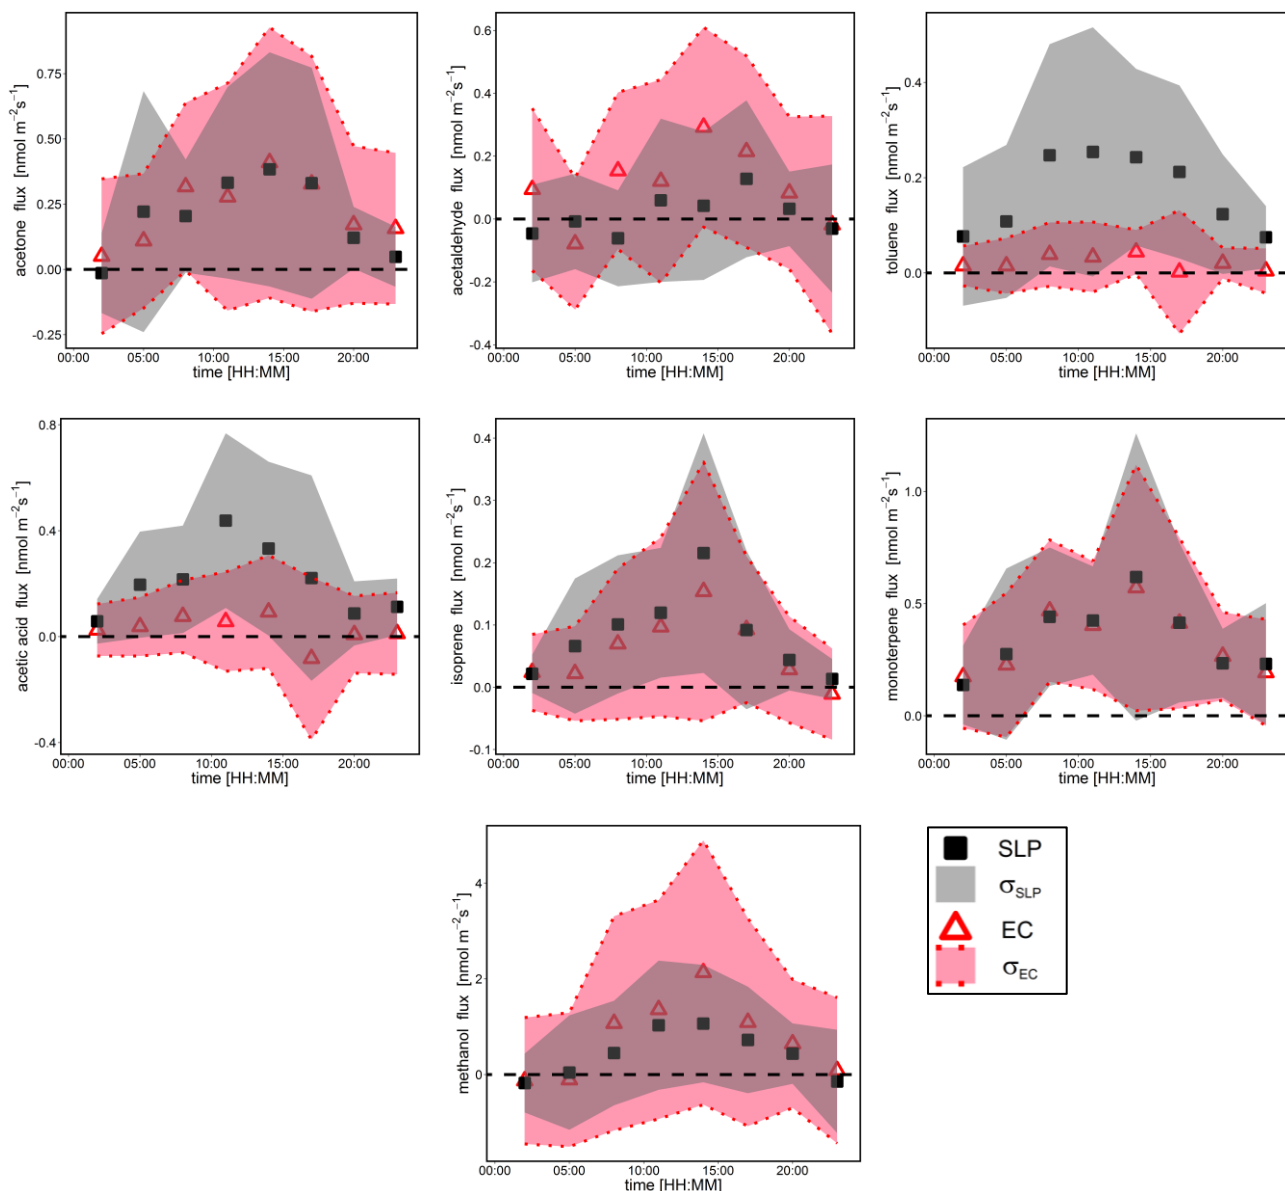 acetone flux [nmol m⁻²s⁻¹]
0.75
0.50
0.25
0.00
-0.25
00:00 05:00 10:00 15:00 20:00
time [HH:MM]
acetaldehyde flux [nmol m⁻²s⁻¹]
0.6
0.4
0.2
0.0
-0.2
-0.4
00:00 05:00 10:00 15:00 20:00
time [HH:MM]
toluene flux [nmol m⁻²s⁻¹]
0.4
0.2
0.0
00:00 05:00 10:00 15:00 20:00
time [HH:MM]
acetic acid flux [nmol m⁻²s⁻¹]
0.8
0.4
0.0
-0.4
00:00 05:00 10:00 15:00 20:00
time [HH:MM]
isoprene flux [nmol m⁻²s⁻¹]
0.4
0.3
0.2
0.1
0.0
-0.1
00:00 05:00 10:00 15:00 20:00
time [HH:MM]
monoterpene flux [nmol m⁻²s⁻¹]
1.0
0.5
0.0
00:00 05:00 10:00 15:00 20:00
time [HH:MM]
methanol flux [nmol m⁻²s⁻¹]
4
2
0
00:00 05:00 10:00 15:00 20:00
time [HH:MM]
SLP
σSLP
EC
σEC